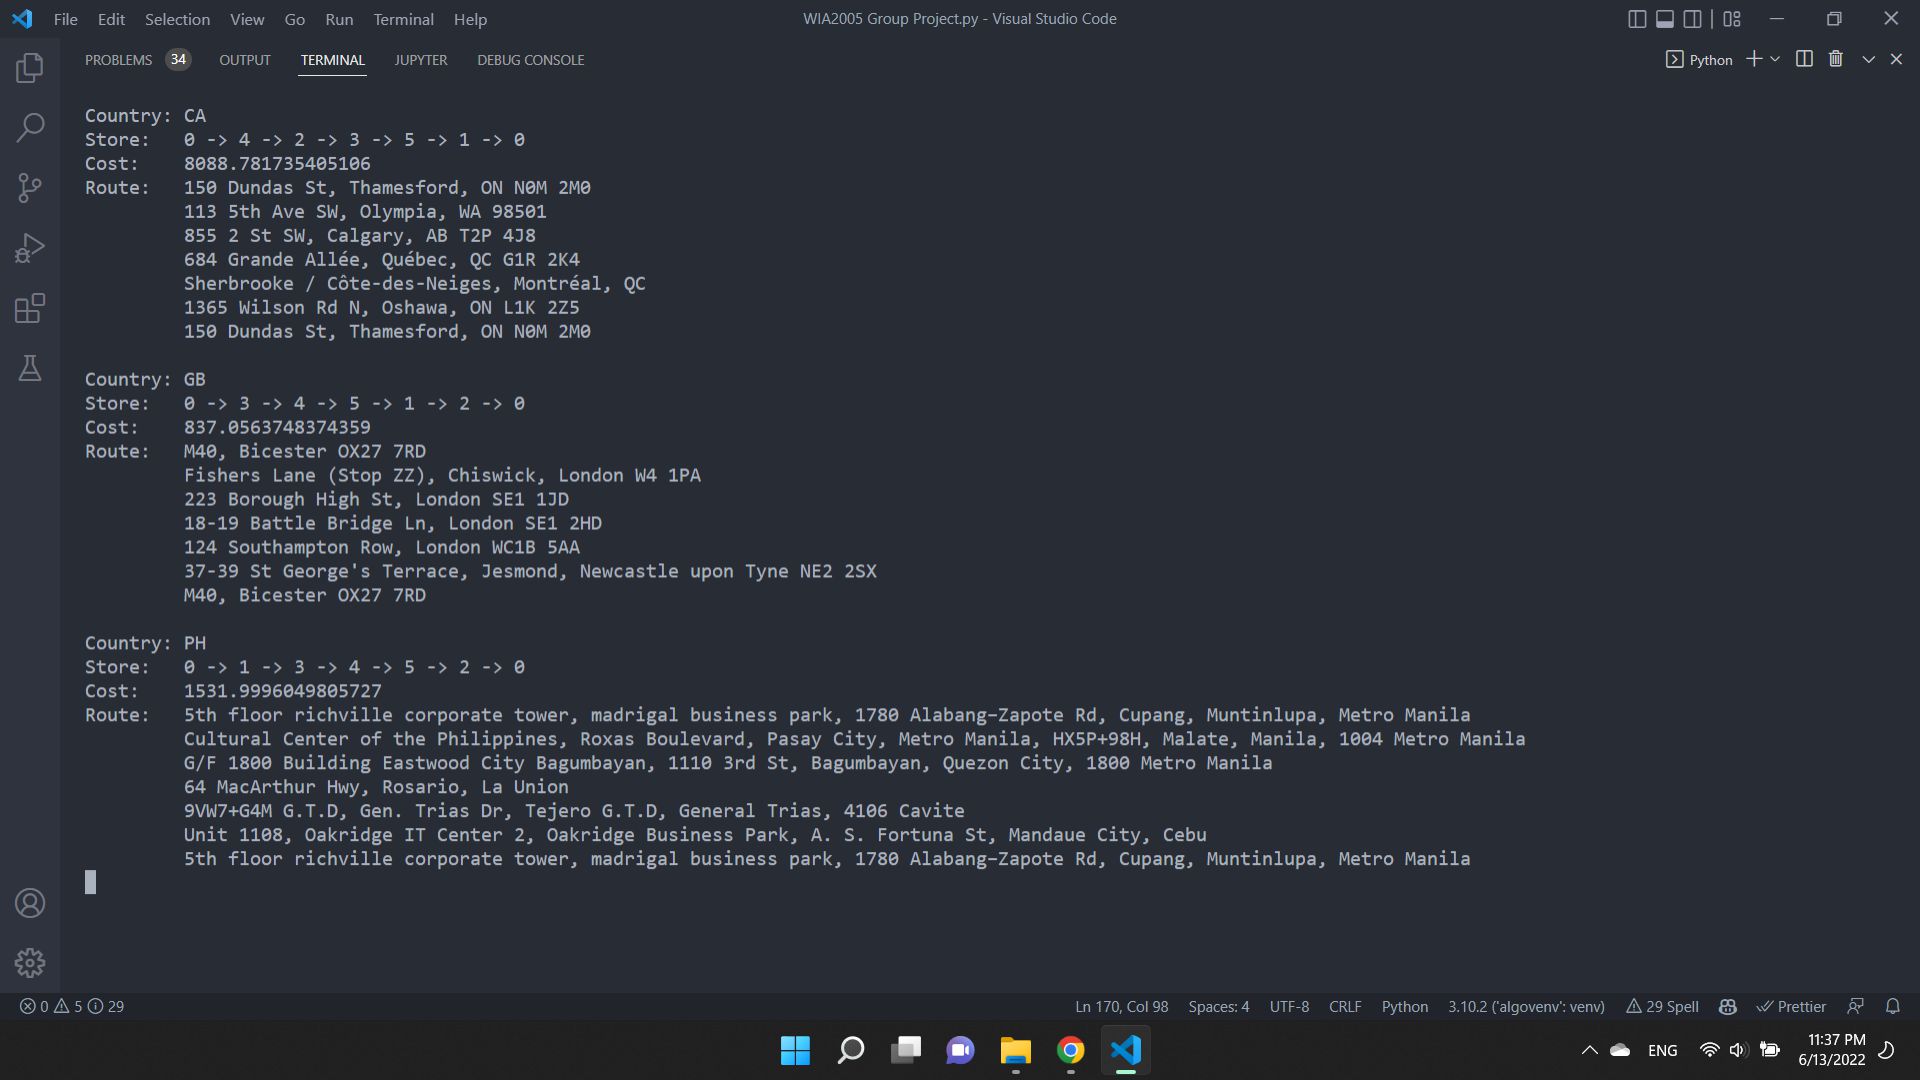 File Edit Selection View Go Run Terminal Help
WIA2005 Group Project.py - Visual Studio Code
PROBLEMS 34 OUTPUT TERMINAL JUPYTER DEBUG CONSOLE
Python
Country: CA
Store: 0 -> 4 -> 2 -> 3 -> 5 -> 1 -> 0
Cost: 8088.781735405106
Route: 150 Dundas St, Thamesford, ON N0M 2M0
113 5th Ave SW, Olympia, WA 98501
855 2 St SW, Calgary, AB T2P 4J8
684 Grande Allée, Québec, QC G1R 2K4
Sherbrooke / Côte-des-Neiges, Montréal, QC
1365 Wilson Rd N, Oshawa, ON L1K 2Z5
150 Dundas St, Thamesford, ON N0M 2M0
Country: GB
Store: 0 -> 3 -> 4 -> 5 -> 1 -> 2 -> 0
Cost: 837.0563748374359
Route: M40, Bicester OX27 7RD
Fishers Lane (Stop ZZ), Chiswick, London W4 1PA
223 Borough High St, London SE1 1JD
18-19 Battle Bridge Ln, London SE1 2HD
124 Southampton Row, London WC1B 5AA
37-39 St George's Terrace, Jesmond, Newcastle upon Tyne NE2 2SX
M40, Bicester OX27 7RD
Country: PH
Store: 0 -> 1 -> 3 -> 4 -> 5 -> 2 -> 0
Cost: 1531.9996049805727
Route: 5th floor richville corporate tower, madrigal business park, 1780 Alabang–Zapote Rd, Cupang, Muntinlupa, Metro Manila
Cultural Center of the Philippines, Roxas Boulevard, Pasay City, Metro Manila, HX5P+98H, Malate, Manila, 1004 Metro Manila
G/F 1800 Building Eastwood City Bagumbayan, 1110 3rd St, Bagumbayan, Quezon City, 1800 Metro Manila
64 MacArthur Hwy, Rosario, La Union
9VW7+G4M G.T.D, Gen. Trias Dr, Tejero G.T.D, General Trias, 4106 Cavite
Unit 1108, Oakridge IT Center 2, Oakridge Business Park, A. S. Fortuna St, Mandaue City, Cebu
5th floor richville corporate tower, madrigal business park, 1780 Alabang–Zapote Rd, Cupang, Muntinlupa, Metro Manila
0 5 29 Ln 170, Col 98 Spaces: 4 UTF-8 CRLF Python 3.10.2 ('algovenv': venv) 29 Spell Prettier
ENG 11:37 PM
6/13/2022